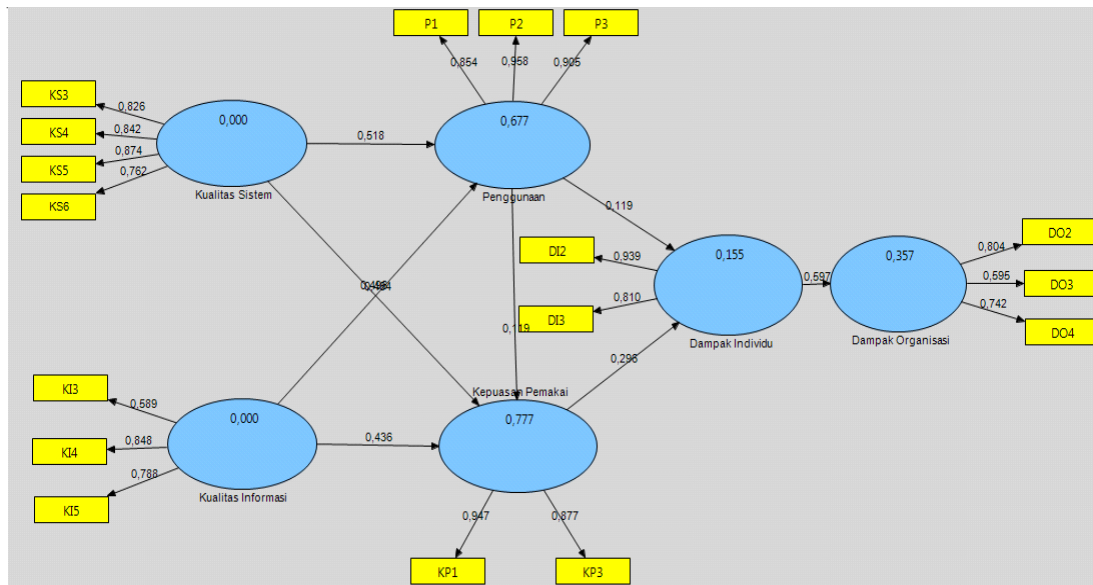 P1
P2
P3
0,854
0,958
0,905
KS3
KS4
KS5
KS6
0,826
0,842
0,874
0,762
0,000
Kualitas Sistem
0,518
0,677
Penggunaan
0,119
DI2
DI3
0,939
0,810
0,155
Dampak Individu
0,597
0,357
Dampak Organisasi
0,804
0,595
0,742
DO2
DO3
DO4
0,119
KI3
KI4
KI5
0,589
0,848
0,788
0,000
Kualitas Informasi
0,436
Kepuasan Pemakai
0,777
0,947
0,877
KP1
KP3